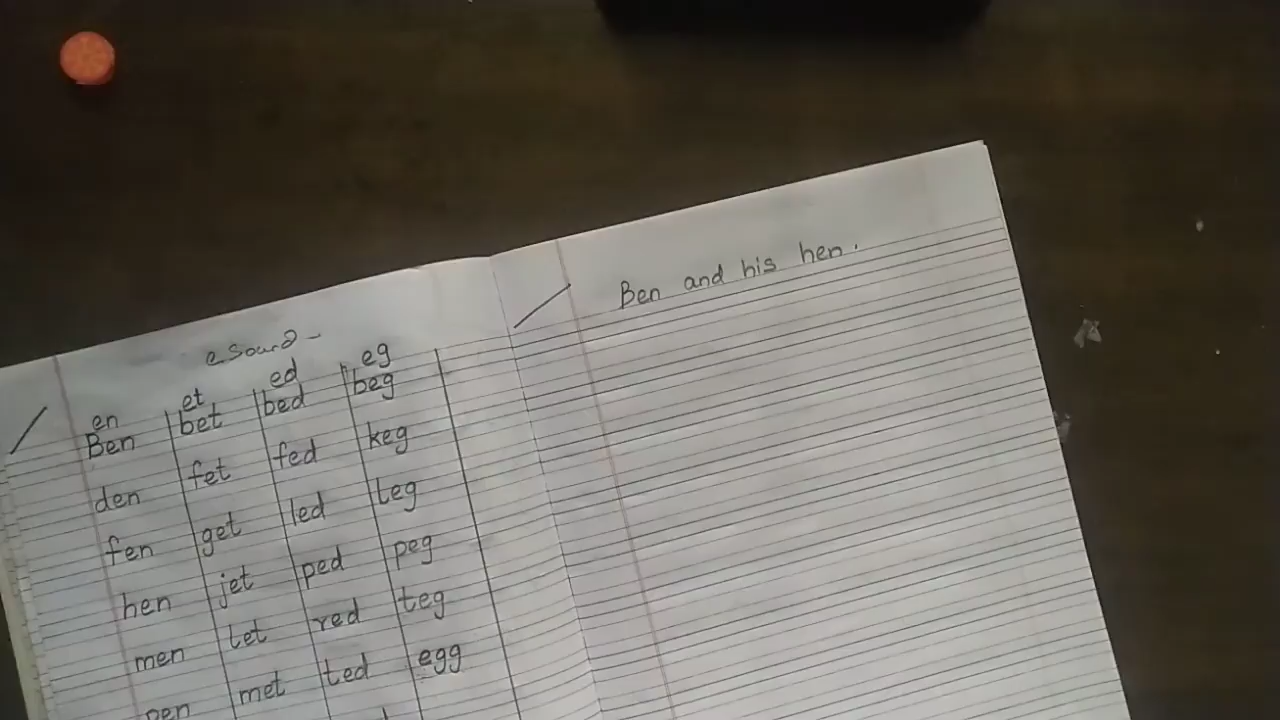 e Sound -
en et ed eg
Ben bet bed beg
den fet fed keg
fen get led leg
hen jet ped peg
men let red teg
pen met ted egg
Ben and his hen.